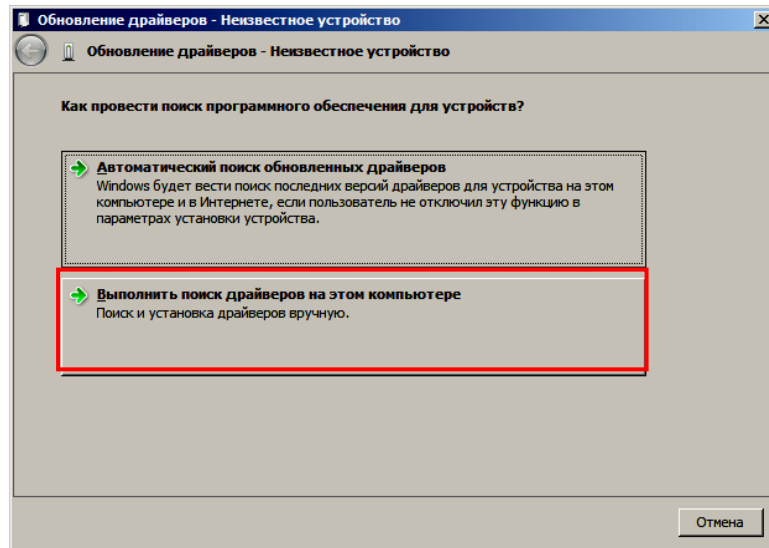 Обновление драйверов - Неизвестное устройство
Обновление драйверов - Неизвестное устройство
Как провести поиск программного обеспечения для устройств?
Автоматический поиск обновленных драйверов
Windows будет вести поиск последних версий драйверов для устройства на этом
компьютере и в Интернете, если пользователь не отключил эту функцию в
параметрах установки устройства.
Выполнить поиск драйверов на этом компьютере
Поиск и установка драйверов вручную.
Отмена